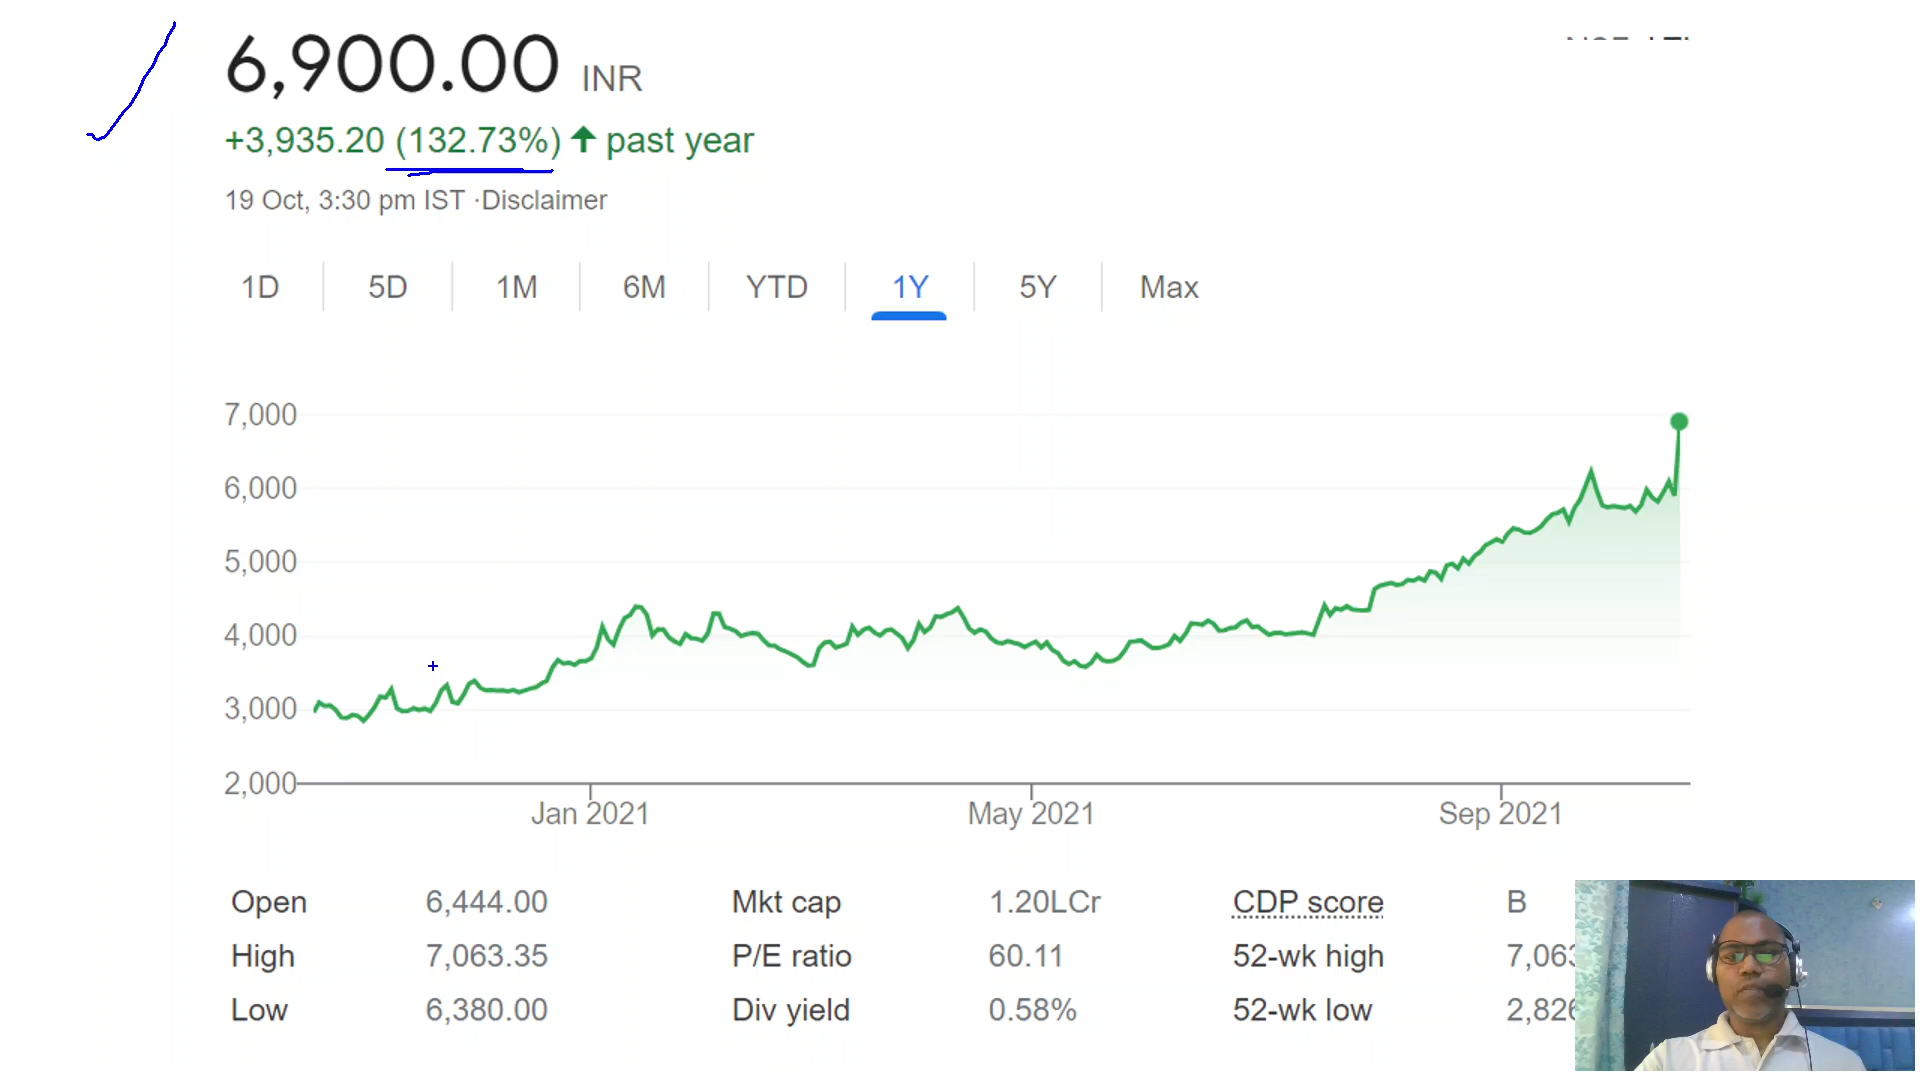 6,900.00 INR
+3,935.20 (132.73%) ↑ past year
19 Oct, 3:30 pm IST ·Disclaimer
1D 5D 1M 6M YTD 1Y 5Y Max
7,000
6,000
5,000
4,000
3,000
2,000
Jan 2021 May 2021 Sep 2021
Open 6,444.00 Mkt cap 1.20LCr CDP score B
High 7,063.35 P/E ratio 60.11 52-wk high
Low 6,380.00 Div yield 0.58% 52-wk low